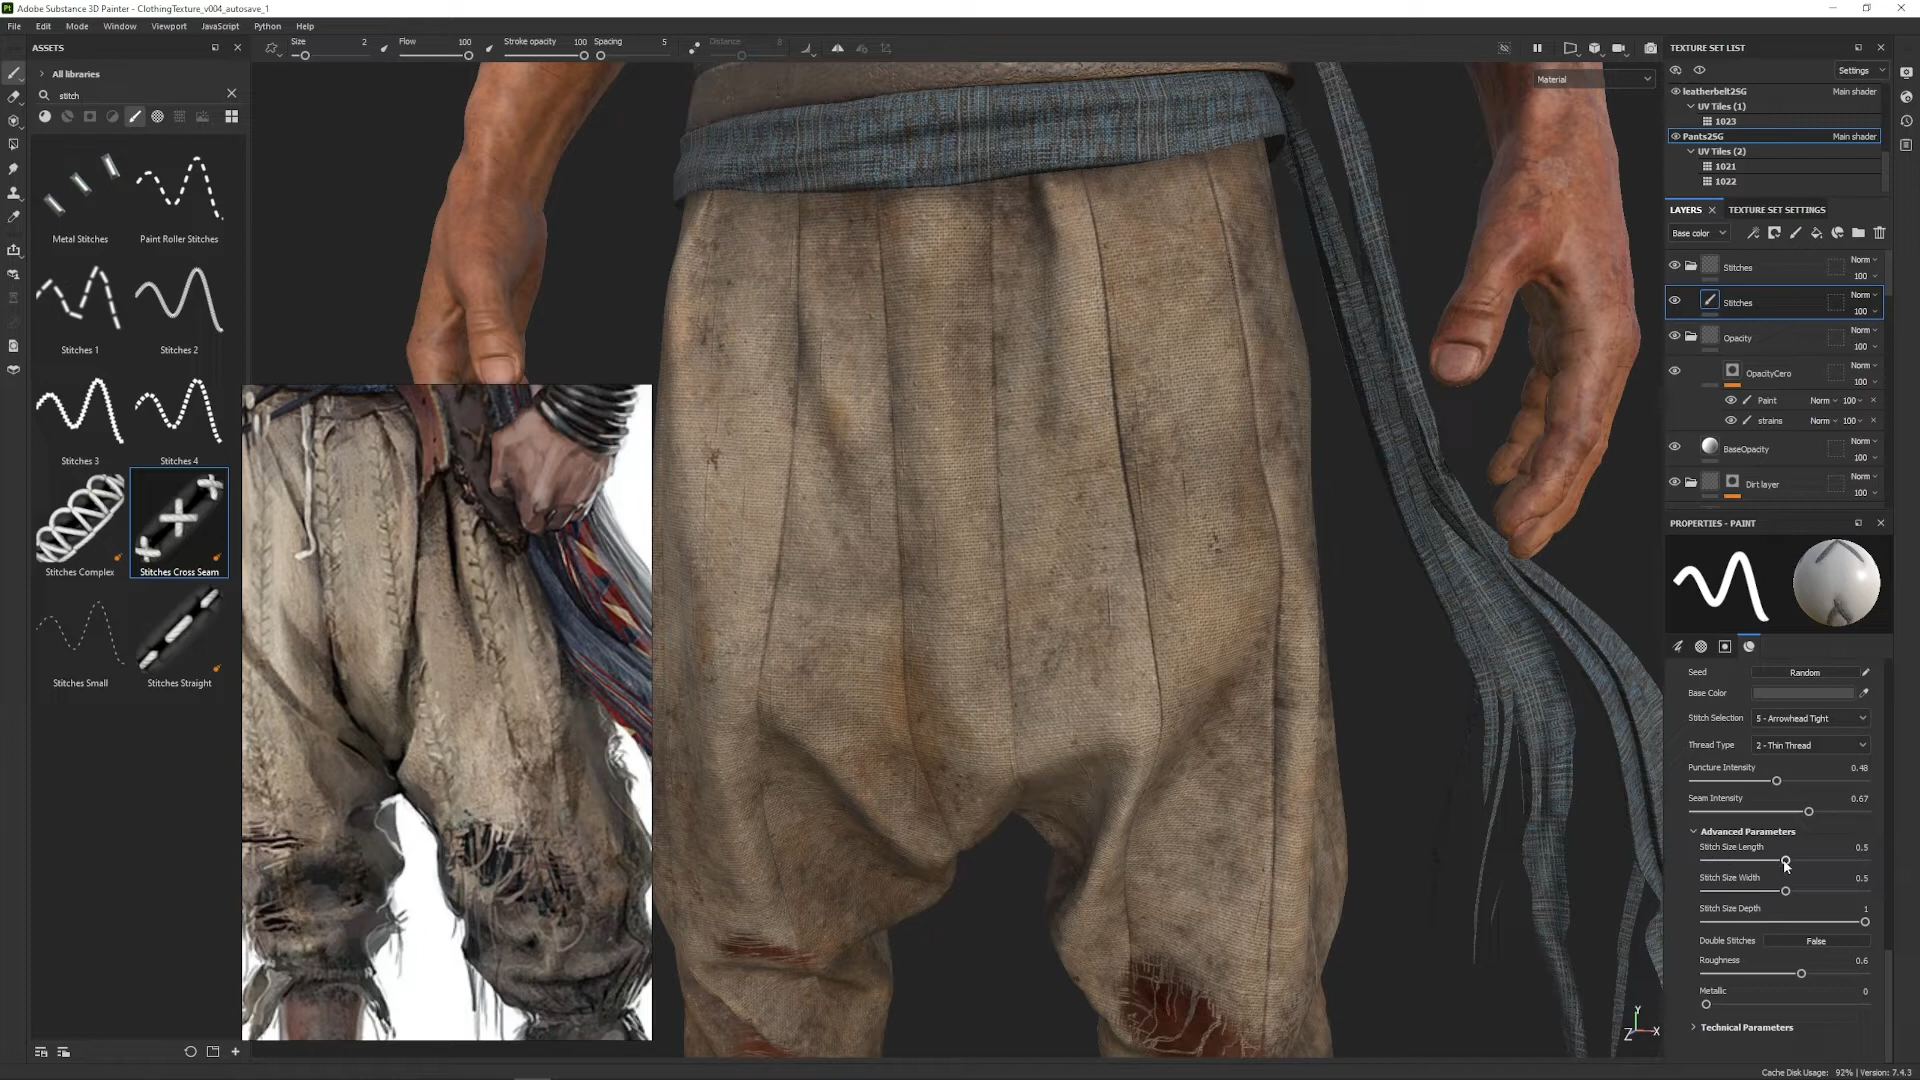 Pt Adobe Substance 3D Painter - ClothingTexture_v004_autosave_1
File Edit Mode Window Viewport JavaScript Python Help
ASSETS
All libraries
stitch
Metal Stitches
Paint Roller Stitches
Stitches 1
Stitches 2
Stitches 3
Stitches 4
Stitches Complex
Stitches Cross Seam
Stitches Small
Stitches Straight
Size 2 Flow 100 Stroke opacity 100 Spacing 5 Distance 8
Material
TEXTURE SET LIST
Settings
leatherbelt2SG Main shader
UV Tiles (1)
1023
Pants2SG Main shader
UV Tiles (2)
1021
1022
LAYERS TEXTURE SET SETTINGS
Base color
Stitches Norm 100
Stitches Norm 100
Opacity Norm 100
OpacityCero Norm 100
Paint Norm 100
strains Norm 100
BaseOpacity Norm 100
Dirt layer Norm 100
PROPERTIES - PAINT
Seed Random
Base Color
Stitch Selection 5 - Arrowhead Tight
Thread Type 2 - Thin Thread
Puncture Intensity 0.48
Seam Intensity 0.67
Advanced Parameters
Stitch Size Length 0.5
Stitch Size Width 0.5
Stitch Size Depth 1
Double Stitches False
Roughness 0.6
Metallic 0
Technical Parameters
Y
Z X
Cache Disk Usage: 92% | Version: 7.4.3